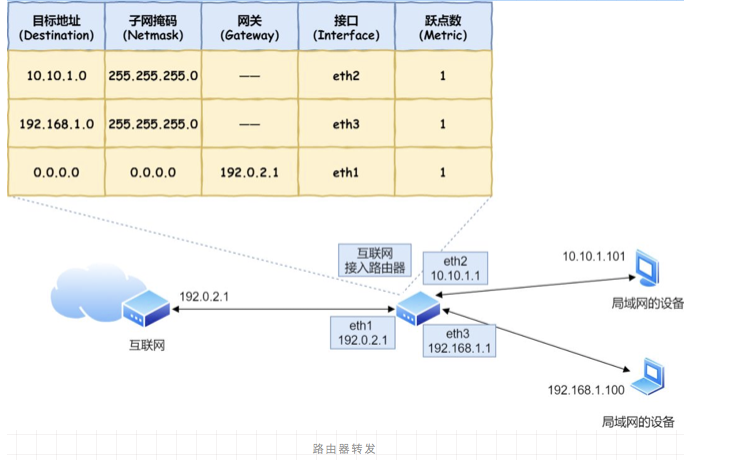 目标地址 子网掩码 网关 接口 跃点数
(Destination) (Netmask) (Gateway) (Interface) (Metric)
10.10.1.0 255.255.255.0 —— eth2 1
192.168.1.0 255.255.255.0 —— eth3 1
0.0.0.0 0.0.0.0 192.0.2.1 eth1 1
互联网
接入路由器
eth2
10.10.1.1
10.10.1.101
局域网的设备
192.0.2.1
互联网
eth1
192.0.2.1
eth3
192.168.1.1
192.168.1.100
局域网的设备
路由器转发